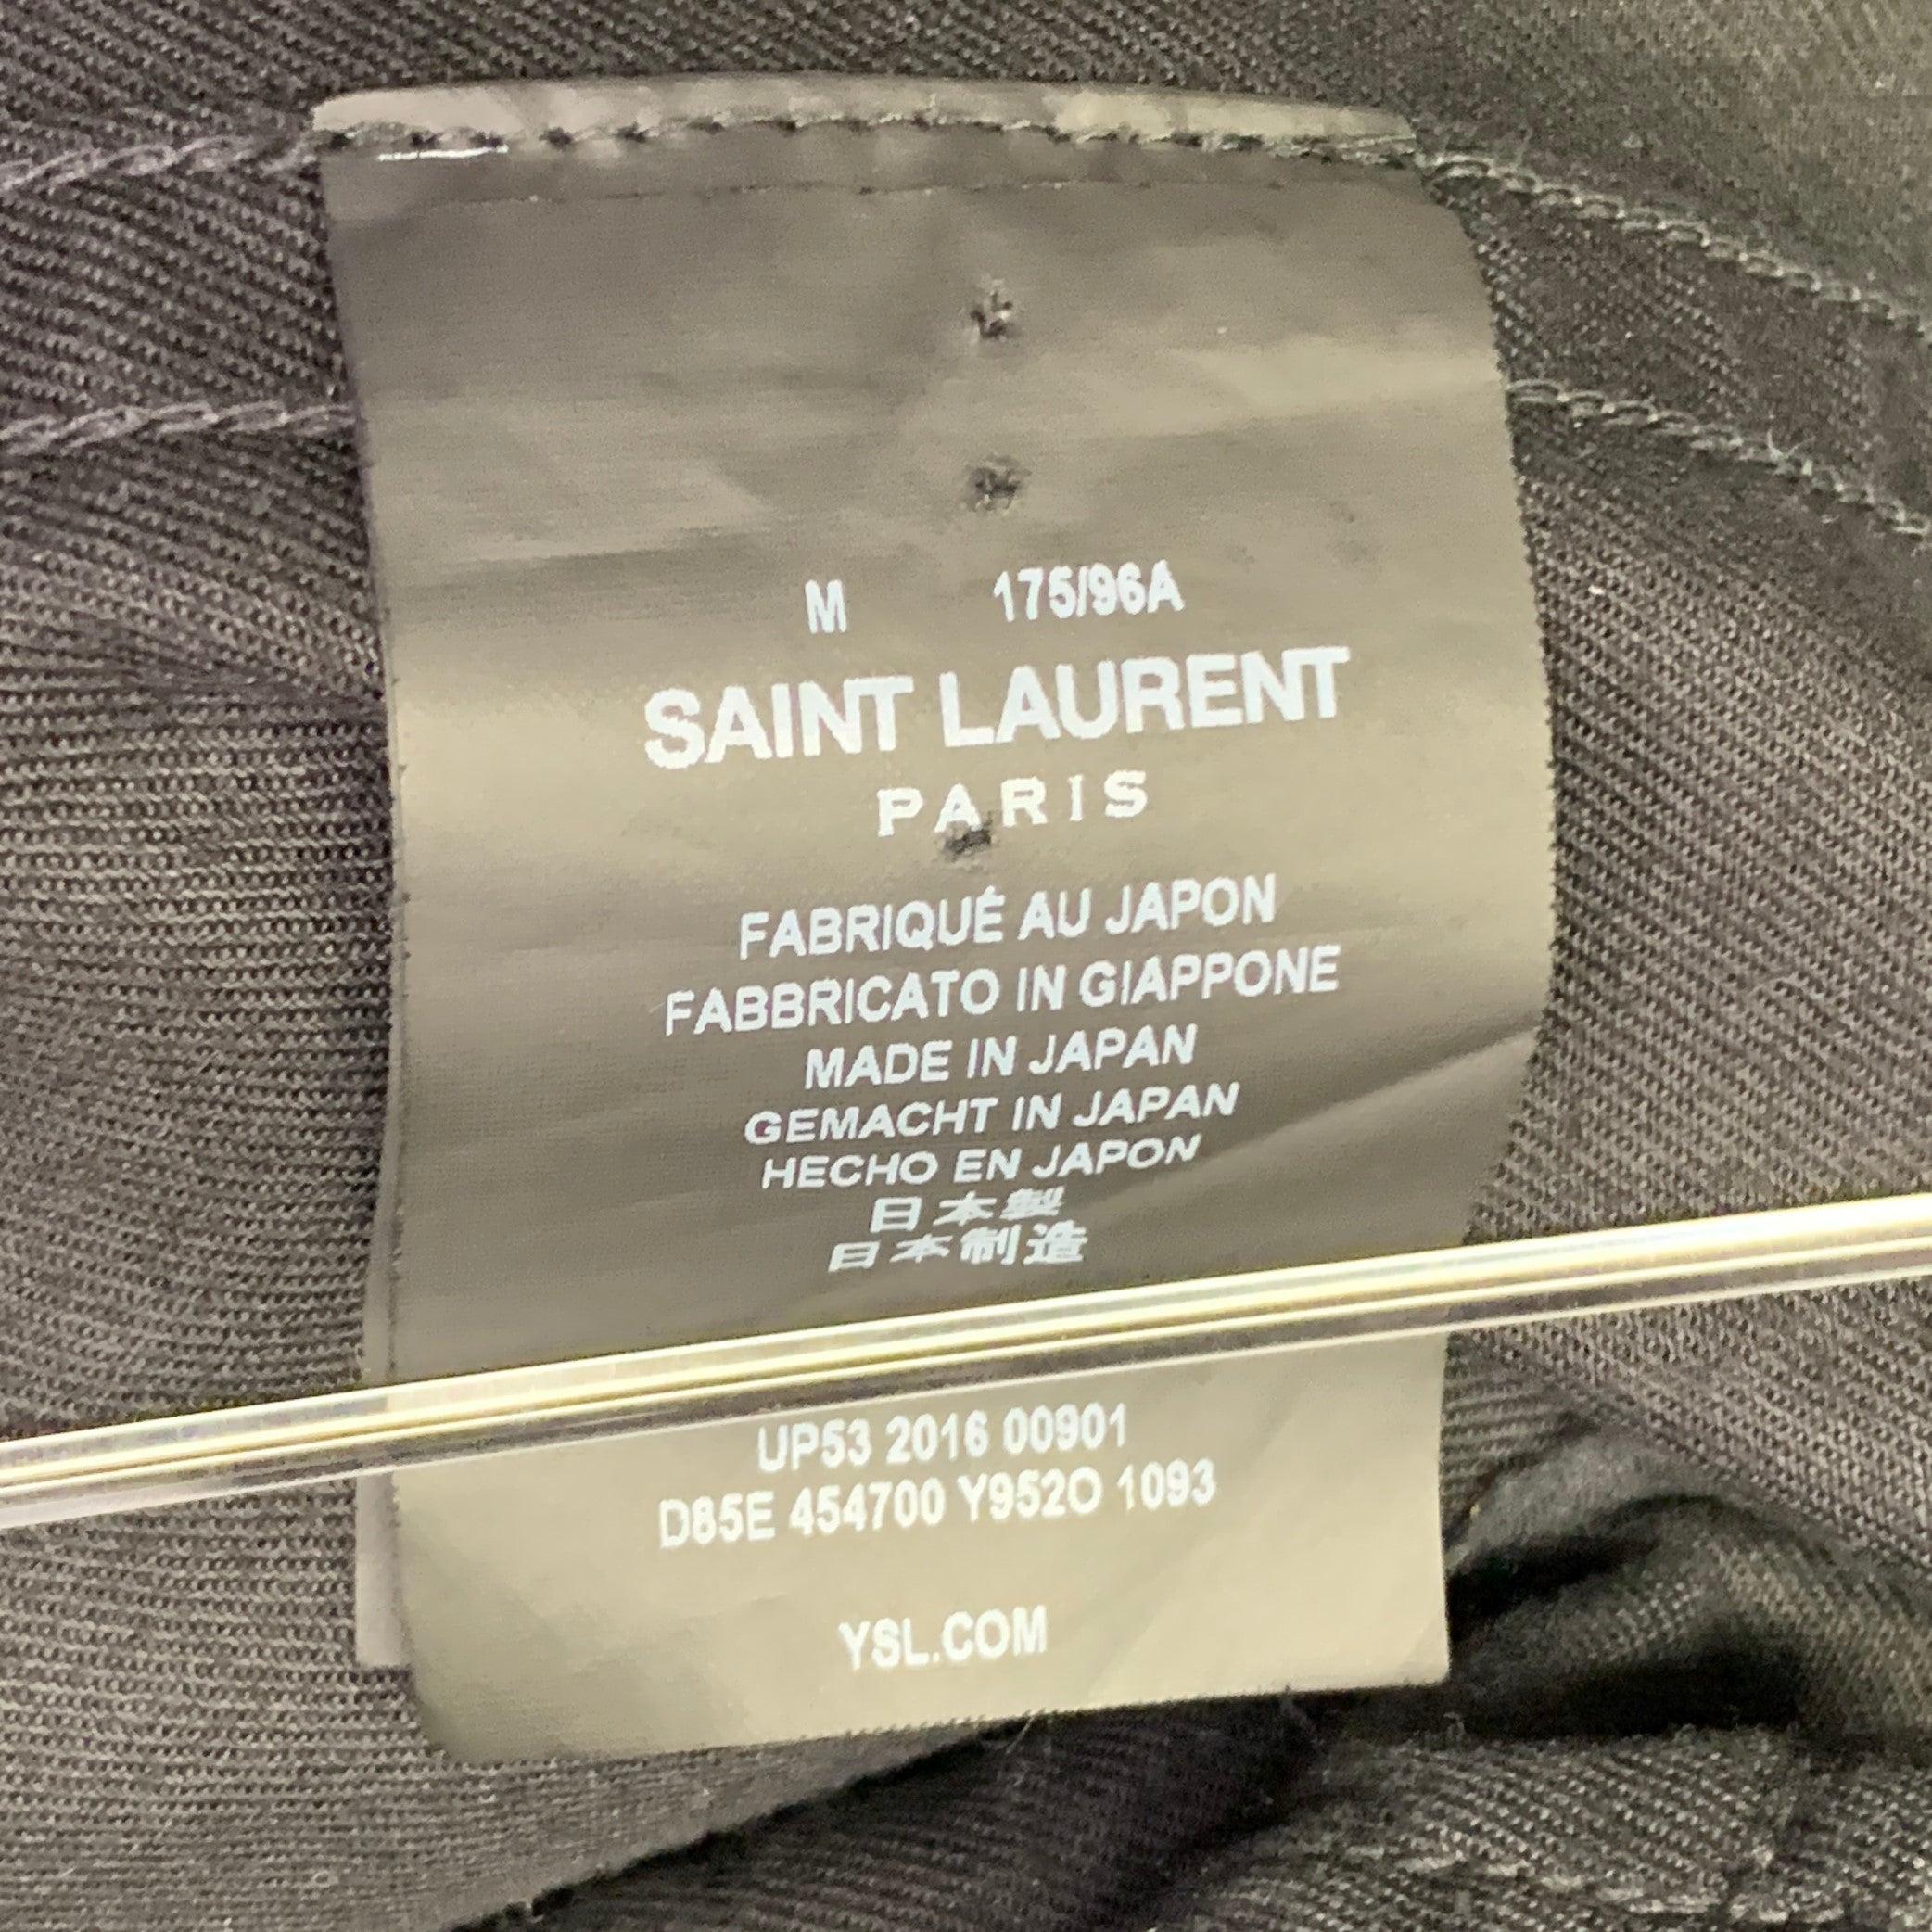 M 175/96A
SAINT LAURENT
PARIS
FABRIQUÉ AU JAPON
FABBRICATO IN GIAPPONE
MADE IN JAPAN
GEMACHT IN JAPAN
HECHO EN JAPON
日本製
日本制造
UP53 2016 00901
D85E 454700 Y952O 1093
YSL.COM